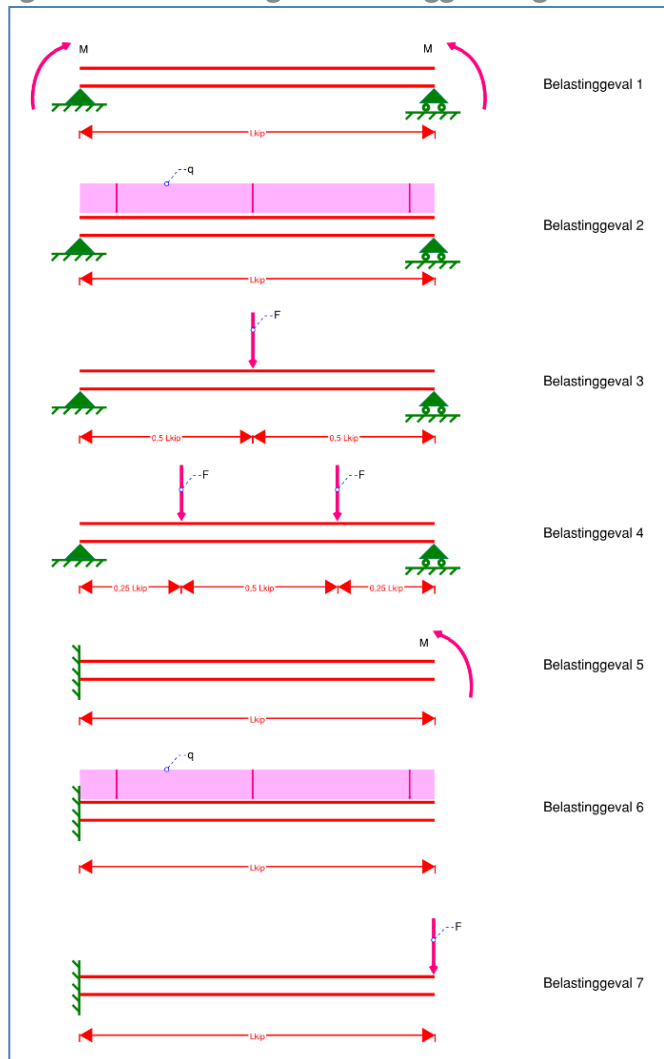 M M
Belastinggeval 1
Lkip
q
Belastinggeval 2
Lkip
F
Belastinggeval 3
0,5 Lkip 0,5 Lkip
F F
Belastinggeval 4
0,25 Lkip 0,5 Lkip 0,25 Lkip
M
Belastinggeval 5
Lkip
q
Belastinggeval 6
Lkip
F
Belastinggeval 7
Lkip